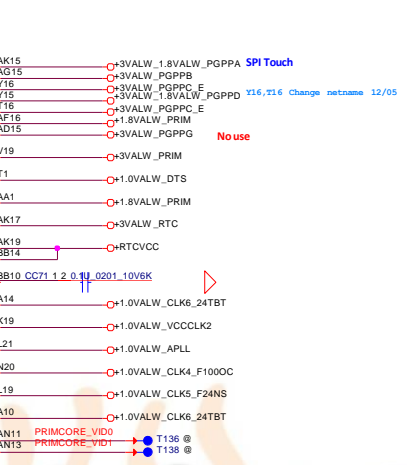 AK15 +3VALW_1.8VALW_PGPPA SPI Touch
AG15 +3VALW_PGPPB
Y16 +3VALW_PGPPC_E
Y15 +3VALW_1.8VALW_PGPPD Y16,T16 Change netname 12/05
T16 +3VALW_PGPPC_E
AF16 +1.8VALW_PRIM
AD15 +3VALW_PGPPG No use
V19 +3VALW_PRIM
T1 +1.0VALW_DTS
AA1 +1.8VALW_PRIM
AK17 +3VALW_RTC
AK19 +RTCVCC
BB14
BB10 CC71 1 2 0.1U_0201_10V6K
A14 +1.0VALW_CLK6_24TBT
K19 +1.0VALW_VCCCLK2
L21 +1.0VALW_APLL
N20 +1.0VALW_CLK4_F100OC
L19 +1.0VALW_CLK5_F24NS
A10 +1.0VALW_CLK6_24TBT
AN11 PRIMCORE_VID0 T136 @
AN13 PRIMCORE_VID1 T138 @